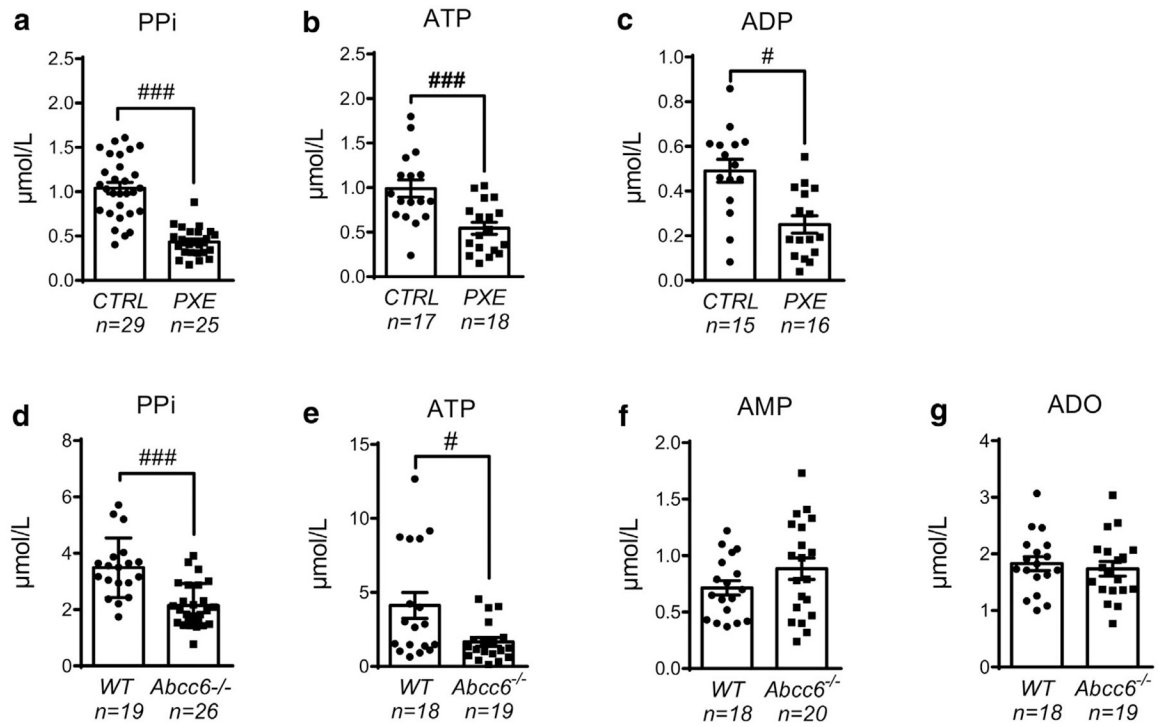 a PPi
2.5
2.0
1.5
1.0
0.5
0.0
μmol/L
###
CTRL PXE
n=29 n=25
b ATP
2.5
2.0
1.5
1.0
0.5
0.0
μmol/L
###
CTRL PXE
n=17 n=18
c ADP
1.0
0.8
0.6
0.4
0.2
0.0
μmol/L
#
CTRL PXE
n=15 n=16
d PPi
8
6
4
2
0
μmol/L
###
WT Abcc6-/-
n=19 n=26
e ATP
15
10
5
0
μmol/L
#
WT Abcc6-/-
n=18 n=19
f AMP
2.0
1.5
1.0
0.5
0.0
μmol/L
WT Abcc6-/-
n=18 n=20
g ADO
4
3
2
1
0
μmol/L
WT Abcc6-/-
n=18 n=19